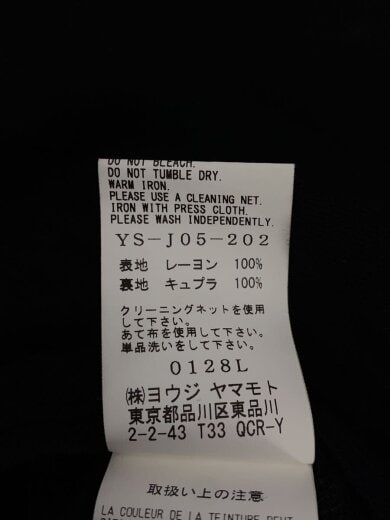 DO NOT BLEACH.
DO NOT TUMBLE DRY.
WARM IRON.
PLEASE USE A CLEANING NET.
IRON WITH PRESS CLOTH.
PLEASE WASH INDEPENDENTLY.
YS-J05-202
表地 レーヨン 100%
裏地 キュプラ 100%
クリーニングネットを使用
して下さい。
あて布を使用して下さい。
単品洗いをして下さい。
0128L
㈱ヨウジ ヤマモト
東京都品川区東品川
2-2-43 T33 QCR-Y
取扱い上の注意
LA COULEUR DE LA TEINTURE PEUT